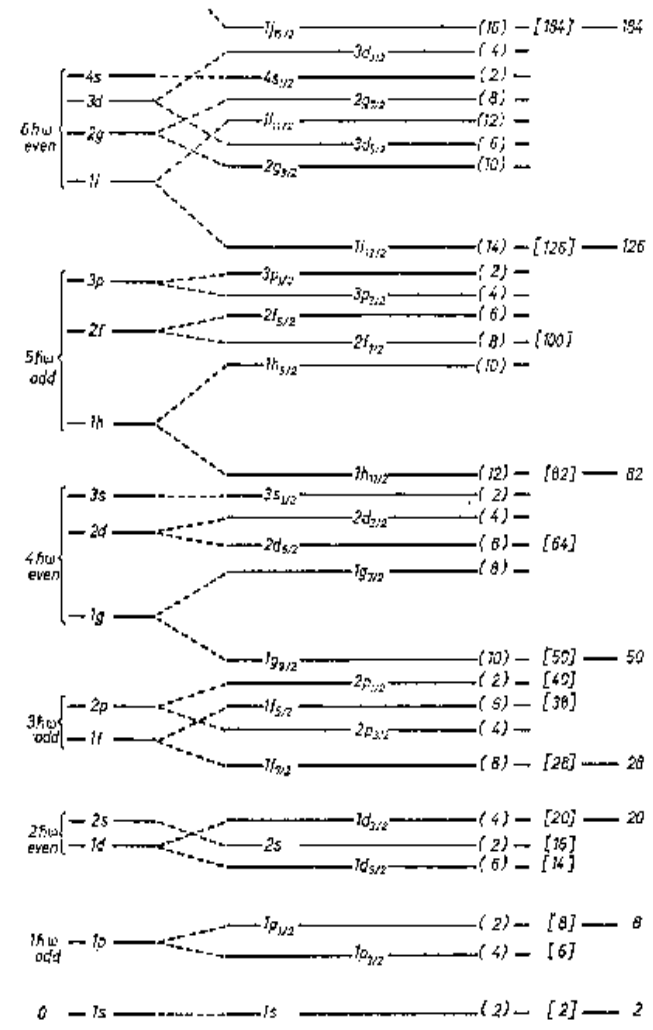 1j₁₅/₂ (16) [184] 184
3d₃/₂ (4)
4s 4s₁/₂ (2)
3d 2g₇/₂ (8)
1i₁₁/₂ (12)
6ħω even 2g 3d₅/₂ (6)
2g₉/₂ (10)
1i
1i₁₃/₂ (14) [126] 126
3p 3p₁/₂ (2)
3p₃/₂ (4)
2f 2f₅/₂ (6)
2f₇/₂ (8) [100]
5ħω odd 1h₉/₂ (10)
1h
1h₁₁/₂ (12) [82] 82
3s 3s₁/₂ (2)
2d 2d₃/₂ (4)
2d₅/₂ (6) [64]
4ħω even 1g₇/₂ (8)
1g
1g₉/₂ (10) [50] 50
2p₁/₂ (2) [40]
2p 1f₅/₂ (6) [38]
3ħω odd 2p₃/₂ (4)
1f
1f₇/₂ (8) [28] 28
2s 1d₃/₂ (4) [20] 20
2ħω even 1d 2s (2) [16]
1d₅/₂ (6) [14]
1p₁/₂ (2) [8] 8
1ħω odd 1p
1p₃/₂ (4) [6]
0 1s 1s (2) [2] 2